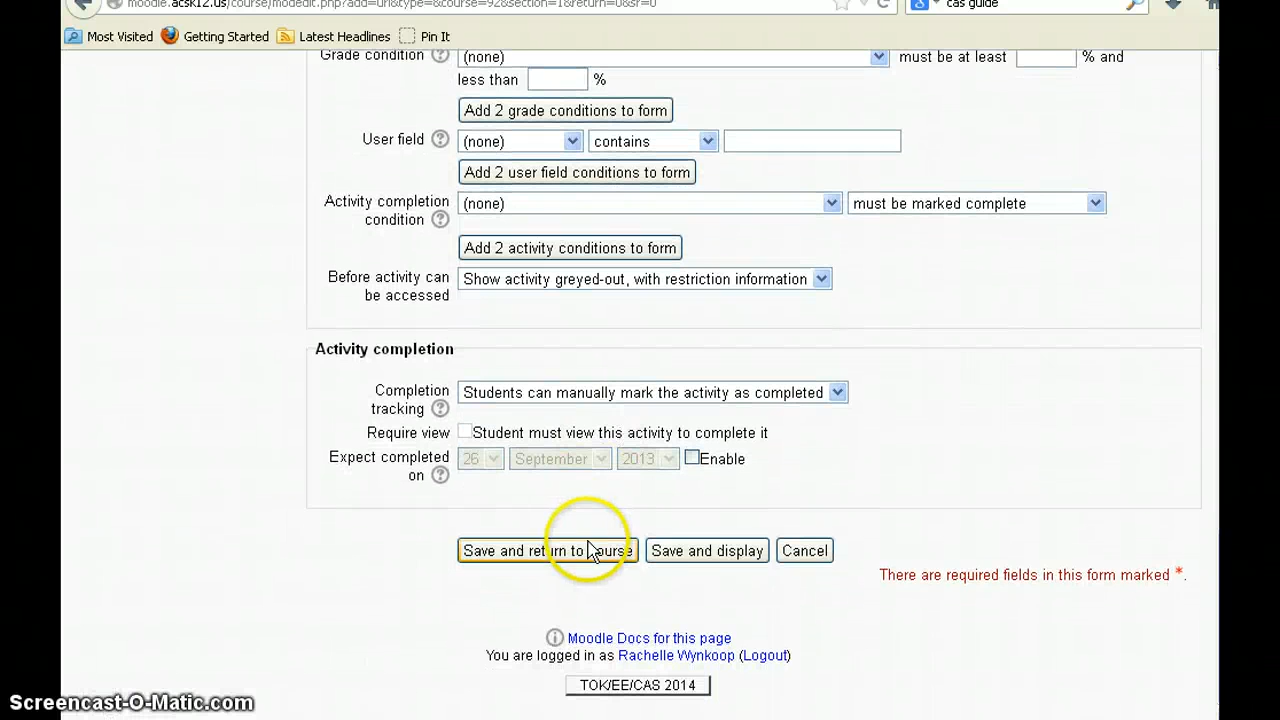 moodle.acsk12.us/course/modedit.php?add=url&type=&course=92&section=1&return=0&sr=0
cas guide
Most Visited Getting Started Latest Headlines Pin It
Grade condition (none) must be at least % and
less than %
Add 2 grade conditions to form
User field (none) contains
Add 2 user field conditions to form
Activity completion
condition (none) must be marked complete
Add 2 activity conditions to form
Before activity can
be accessed Show activity greyed-out, with restriction information
Activity completion
Completion
tracking Students can manually mark the activity as completed
Require view Student must view this activity to complete it
Expect completed
on 26 September 2013 Enable
Save and return to course Save and display Cancel
There are required fields in this form marked *.
Moodle Docs for this page
You are logged in as Rachelle Wynkoop (Logout)
TOK/EE/CAS 2014
Screencast-O-Matic.com